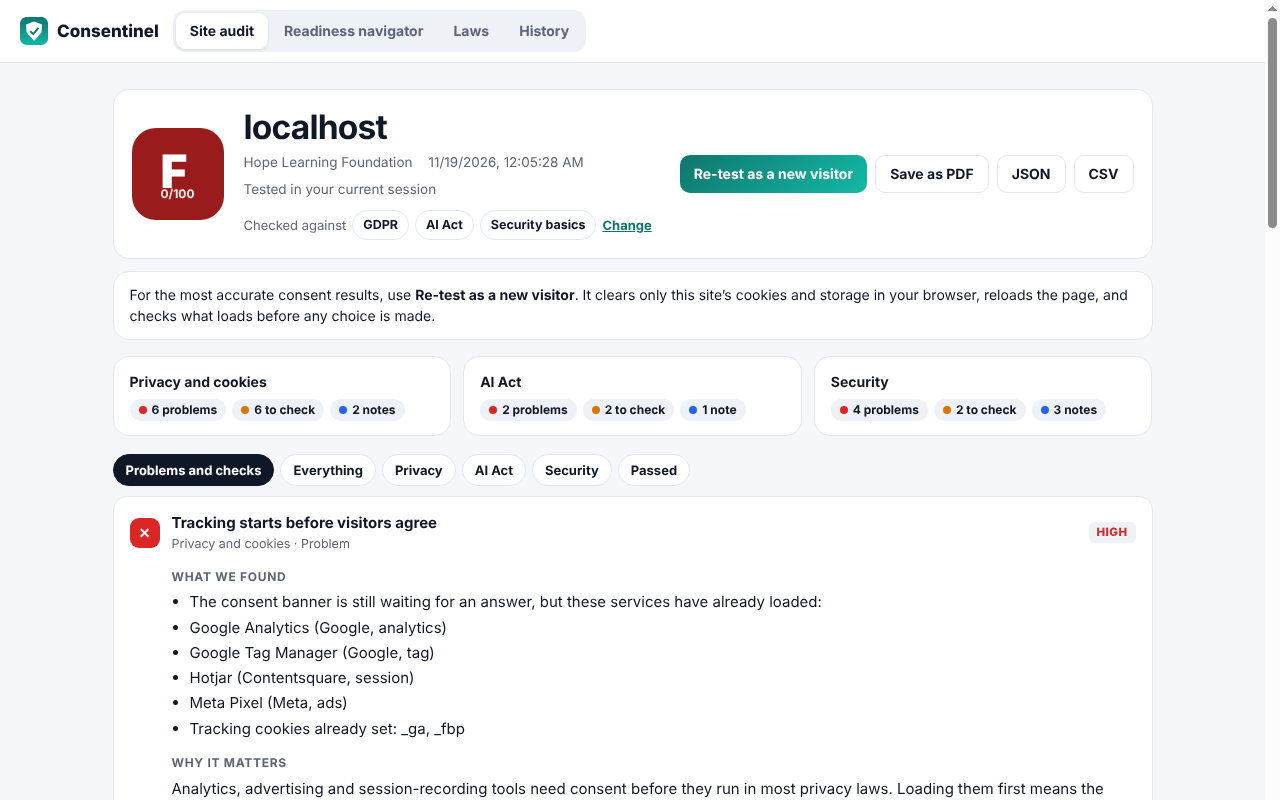 Consentinel
Site audit
Readiness navigator
Laws
History
F
0/100
localhost
Hope Learning Foundation 11/19/2026, 12:05:28 AM
Tested in your current session
Checked against GDPR AI Act Security basics Change
Re-test as a new visitor
Save as PDF
JSON
CSV
For the most accurate consent results, use Re-test as a new visitor. It clears only this site’s cookies and storage in your browser, reloads the page, and
checks what loads before any choice is made.
Privacy and cookies
6 problems 6 to check 2 notes
AI Act
2 problems 2 to check 1 note
Security
4 problems 2 to check 3 notes
Problems and checks Everything Privacy AI Act Security Passed
Tracking starts before visitors agree
Privacy and cookies · Problem
HIGH
WHAT WE FOUND
• The consent banner is still waiting for an answer, but these services have already loaded:
• Google Analytics (Google, analytics)
• Google Tag Manager (Google, tag)
• Hotjar (Contentsquare, session)
• Meta Pixel (Meta, ads)
• Tracking cookies already set: _ga, _fbp
WHY IT MATTERS
Analytics, advertising and session-recording tools need consent before they run in most privacy laws. Loading them first means the